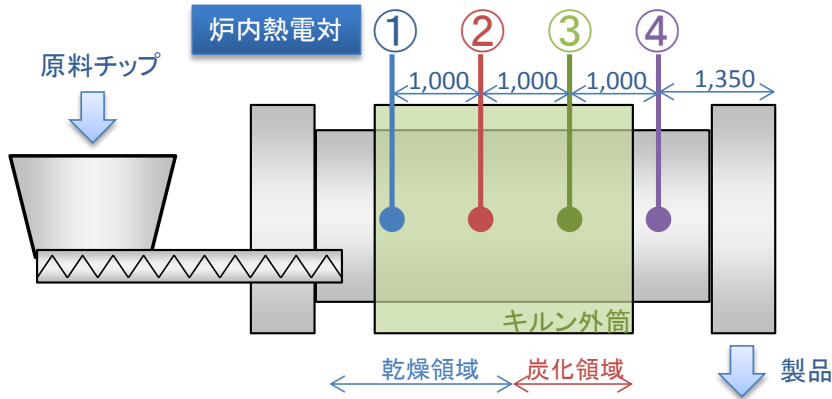 炉内熱電対
① ② ③ ④
原料チップ
1,000 1,000 1,000 1,350
キルン外筒
乾燥領域 炭化領域
製品